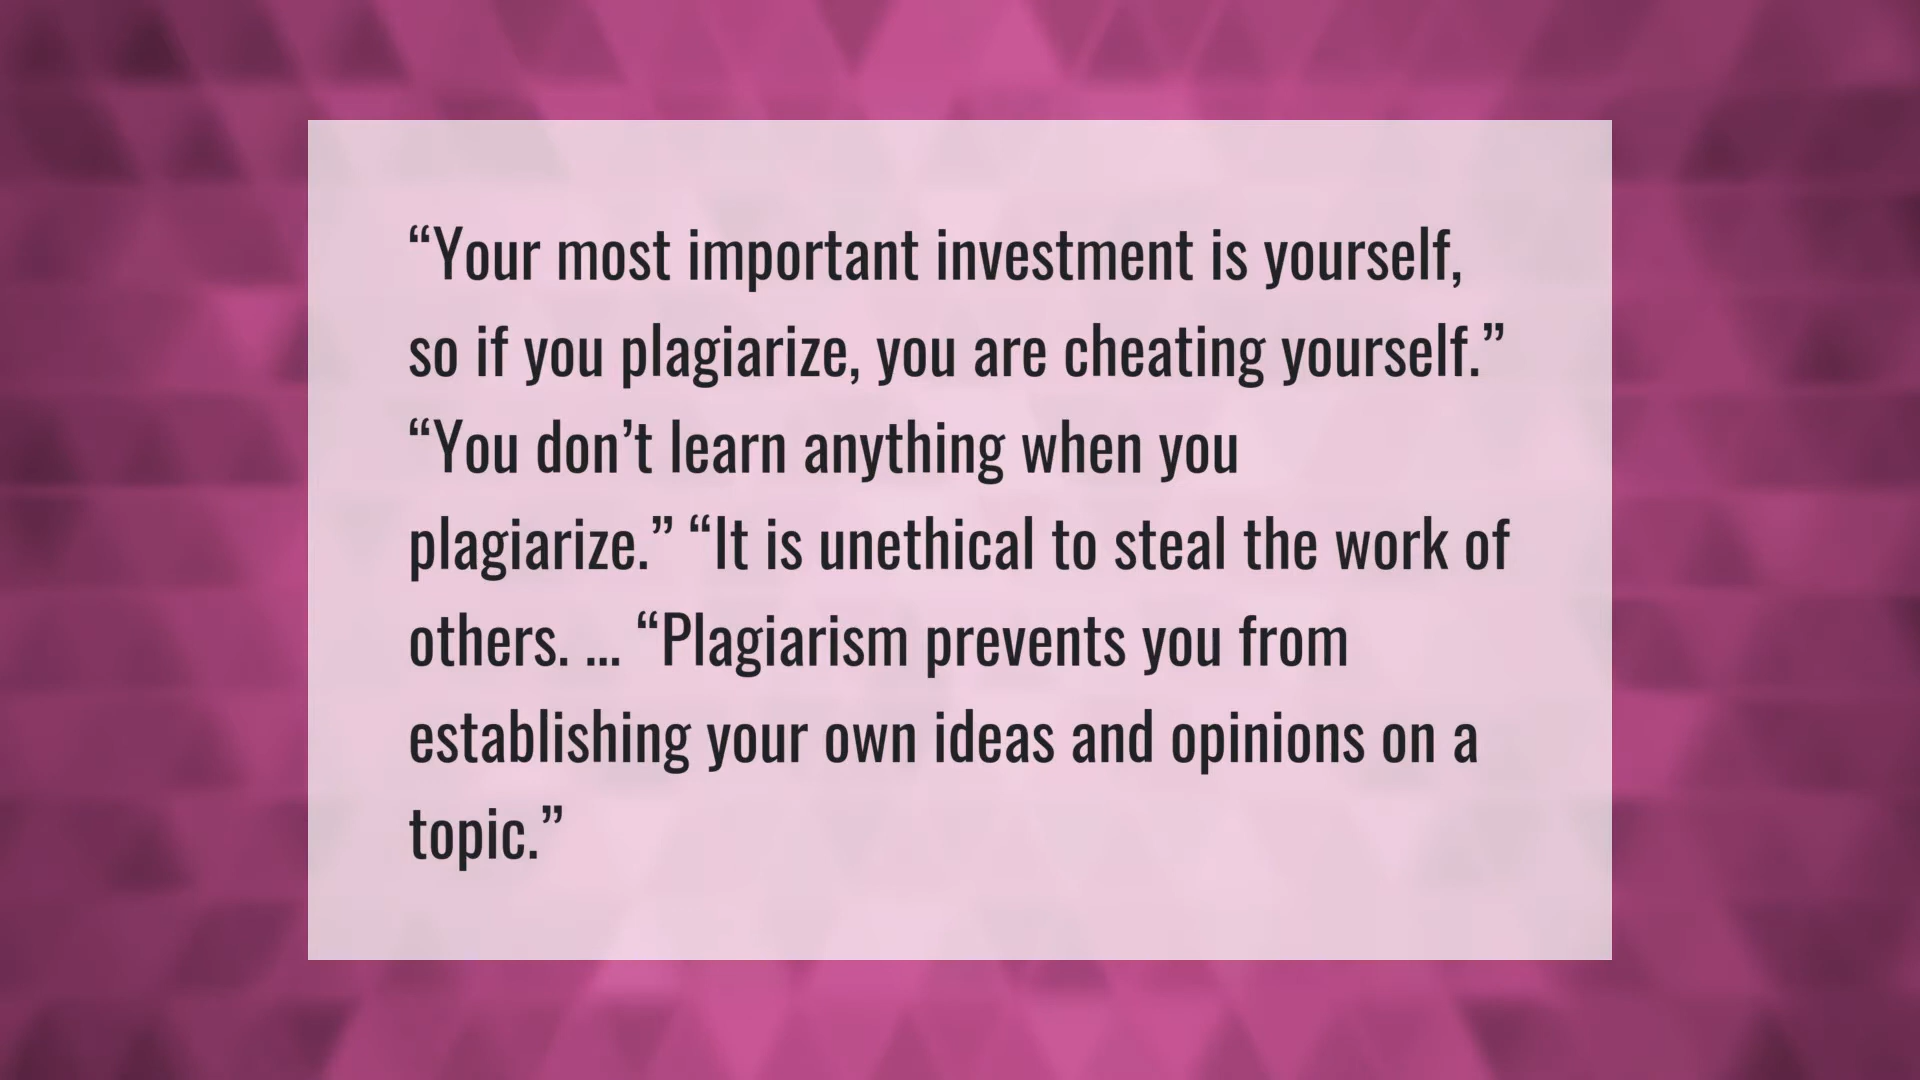 “Your most important investment is yourself,
so if you plagiarize, you are cheating yourself.”
“You don’t learn anything when you
plagiarize.” “It is unethical to steal the work of
others. ... “Plagiarism prevents you from
establishing your own ideas and opinions on a
topic.”